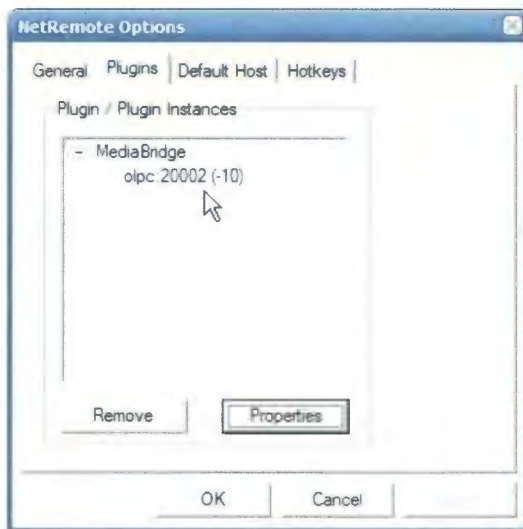 NetRemote Options
General Plugins Default Host Hotkeys
Plugin / Plugin Instances
- MediaBridge
olpc:20002 (-10)
Remove Properties
OK Cancel